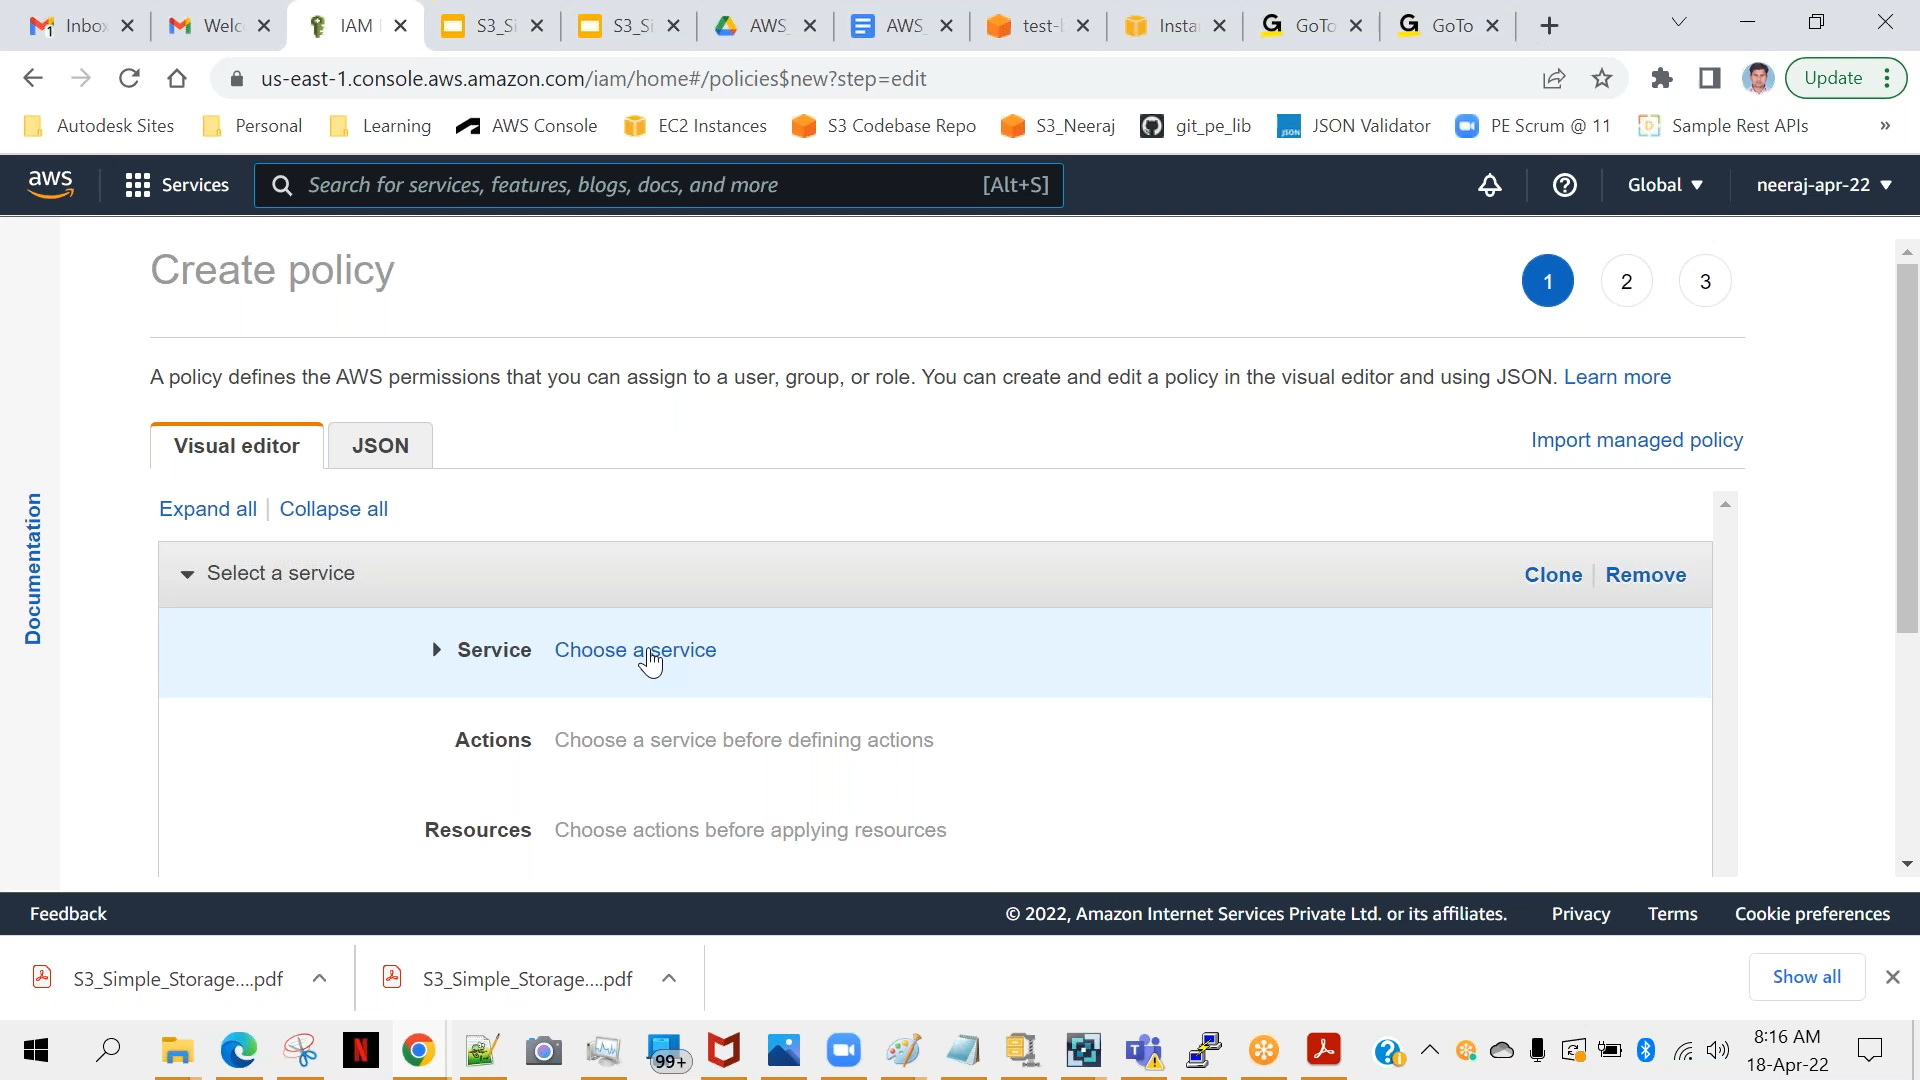 Inbo
Welc
IAM
S3_Si
S3_Si
AWS_
AWS_
test-
Insta
GoTo
GoTo
us-east-1.console.aws.amazon.com/iam/home#/policies$new?step=edit
Update
Autodesk Sites
Personal
Learning
AWS Console
EC2 Instances
S3 Codebase Repo
S3_Neeraj
git_pe_lib
JSON Validator
PE Scrum @ 11
Sample Rest APIs
»
aws
Services
Search for services, features, blogs, docs, and more
[Alt+S]
Global
neeraj-apr-22
Create policy
1
2
3
A policy defines the AWS permissions that you can assign to a user, group, or role. You can create and edit a policy in the visual editor and using JSON. Learn more
Visual editor
JSON
Import managed policy
Documentation
Expand all
Collapse all
Select a service
Clone
Remove
Service
Choose a service
Actions
Choose a service before defining actions
Resources
Choose actions before applying resources
Feedback
© 2022, Amazon Internet Services Private Ltd. or its affiliates.
Privacy
Terms
Cookie preferences
S3_Simple_Storage....pdf
S3_Simple_Storage....pdf
Show all
99+
8:16 AM
18-Apr-22